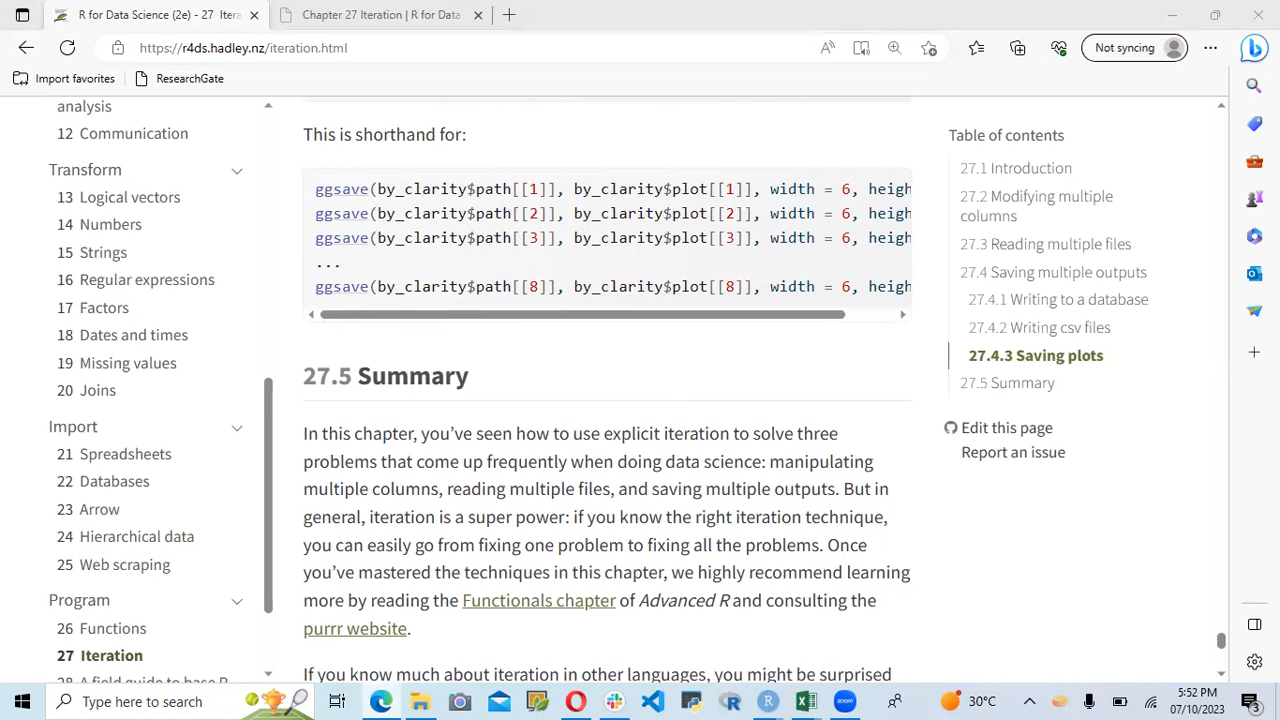 R for Data Science (2e) - 27 Itera
Chapter 27 Iteration | R for Data
https://r4ds.hadley.nz/iteration.html
Not syncing
Import favorites
ResearchGate
analysis
12 Communication
Transform
13 Logical vectors
14 Numbers
15 Strings
16 Regular expressions
17 Factors
18 Dates and times
19 Missing values
20 Joins
Import
21 Spreadsheets
22 Databases
23 Arrow
24 Hierarchical data
25 Web scraping
Program
26 Functions
27 Iteration
28 A field guide to base R
This is shorthand for:
ggsave(by_clarity$path[[1]], by_clarity$plot[[1]], width = 6, heigh
ggsave(by_clarity$path[[2]], by_clarity$plot[[2]], width = 6, heigh
ggsave(by_clarity$path[[3]], by_clarity$plot[[3]], width = 6, heigh
...
ggsave(by_clarity$path[[8]], by_clarity$plot[[8]], width = 6, heigh
27.5 Summary
In this chapter, you’ve seen how to use explicit iteration to solve three
problems that come up frequently when doing data science: manipulating
multiple columns, reading multiple files, and saving multiple outputs. But in
general, iteration is a super power: if you know the right iteration technique,
you can easily go from fixing one problem to fixing all the problems. Once
you’ve mastered the techniques in this chapter, we highly recommend learning
more by reading the Functionals chapter of Advanced R and consulting the
purrr website.
If you know much about iteration in other languages, you might be surprised
Table of contents
27.1 Introduction
27.2 Modifying multiple
columns
27.3 Reading multiple files
27.4 Saving multiple outputs
27.4.1 Writing to a database
27.4.2 Writing csv files
27.4.3 Saving plots
27.5 Summary
Edit this page
Report an issue
Type here to search
30°C
5:52 PM
07/10/2023
3